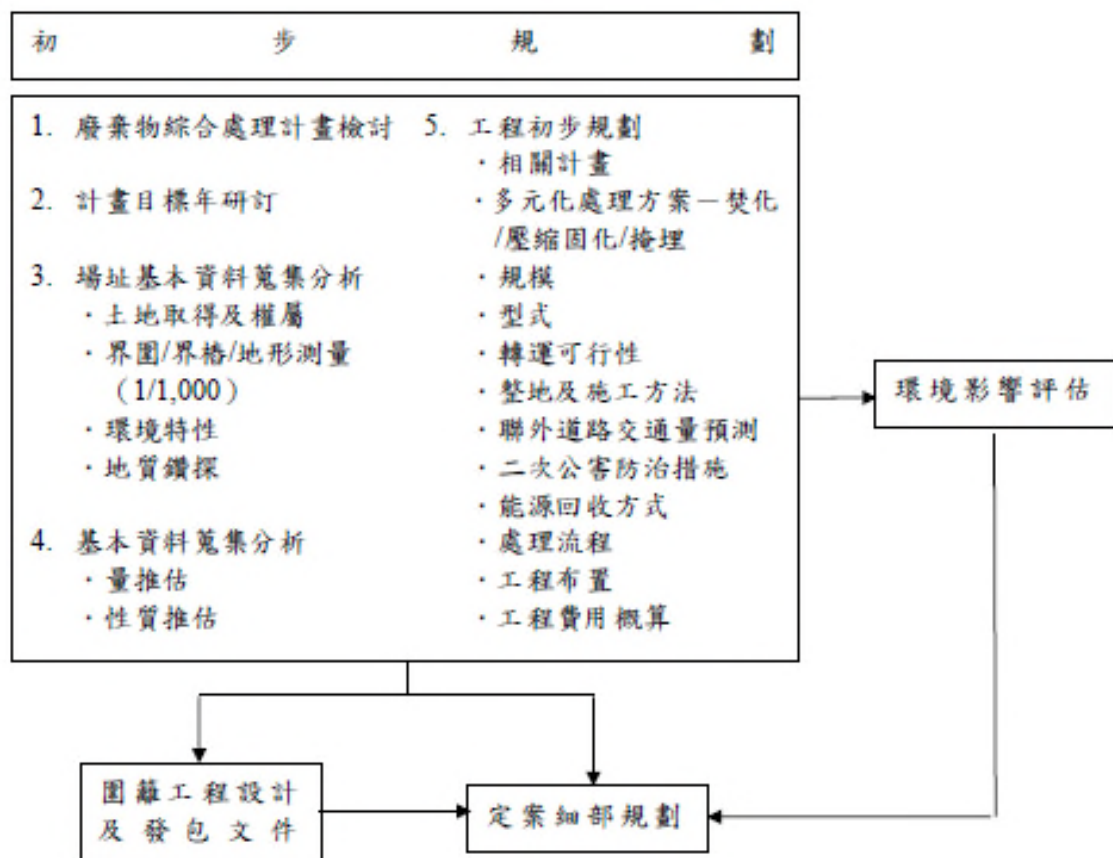 初步規劃
1. 廢棄物綜合處理計畫檢討
2. 計畫目標年研訂
3. 場址基本資料蒐集分析
・土地取得及權屬
・界圍/界樁/地形測量
（1/1,000）
・環境特性
・地質鑽探
4. 基本資料蒐集分析
・量推估
・性質推估
5. 工程初步規劃
・相關計畫
・多元化處理方案－焚化
/壓縮固化/掩埋
・規模
・型式
・轉運可行性
・整地及施工方法
・聯外道路交通量預測
・二次公害防治措施
・能源回收方式
・處理流程
・工程布置
・工程費用概算
環境影響評估
圍籬工程設計
及發包文件
定案細部規劃